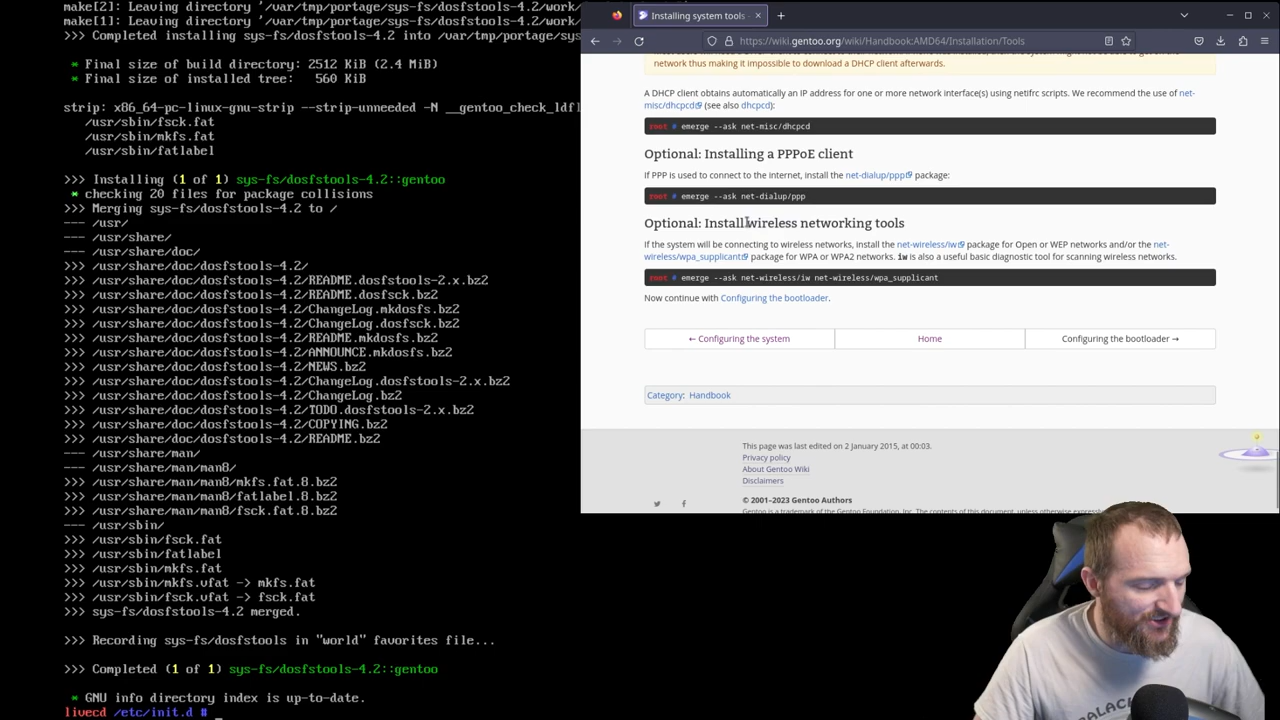 make[2]: Leaving directory '/var/tmp/portage/sys-fs/dosfstools-4.2/work/
make[1]: Leaving directory '/var/tmp/portage/sys-fs/dosfstools-4.2/work/
>>> Completed installing sys-fs/dosfstools-4.2 into /var/tmp/portage/sys
* Final size of build directory: 2512 KiB (2.4 MiB)
* Final size of installed tree: 560 KiB
strip: x86_64-pc-linux-gnu-strip --strip-unneeded -N __gentoo_check_ldfl
/usr/sbin/fsck.fat
/usr/sbin/mkfs.fat
/usr/sbin/fatlabel
>>> Installing (1 of 1) sys-fs/dosfstools-4.2::gentoo
* checking 20 files for package collisions
>>> Merging sys-fs/dosfstools-4.2 to /
--- /usr/
--- /usr/share/
--- /usr/share/doc/
>>> /usr/share/doc/dosfstools-4.2/
>>> /usr/share/doc/dosfstools-4.2/README.dosfstools-2.x.bz2
>>> /usr/share/doc/dosfstools-4.2/README.dosfsck.bz2
>>> /usr/share/doc/dosfstools-4.2/ChangeLog.mkdosfs.bz2
>>> /usr/share/doc/dosfstools-4.2/ChangeLog.dosfsck.bz2
>>> /usr/share/doc/dosfstools-4.2/README.mkdosfs.bz2
>>> /usr/share/doc/dosfstools-4.2/ANNOUNCE.mkdosfs.bz2
>>> /usr/share/doc/dosfstools-4.2/NEWS.bz2
>>> /usr/share/doc/dosfstools-4.2/ChangeLog.dosfstools-2.x.bz2
>>> /usr/share/doc/dosfstools-4.2/ChangeLog.bz2
>>> /usr/share/doc/dosfstools-4.2/TODO.dosfstools-2.x.bz2
>>> /usr/share/doc/dosfstools-4.2/COPYING.bz2
>>> /usr/share/doc/dosfstools-4.2/README.bz2
--- /usr/share/man/
--- /usr/share/man/man8/
>>> /usr/share/man/man8/mkfs.fat.8.bz2
>>> /usr/share/man/man8/fatlabel.8.bz2
>>> /usr/share/man/man8/fsck.fat.8.bz2
--- /usr/sbin/
>>> /usr/sbin/fsck.fat
>>> /usr/sbin/fatlabel
>>> /usr/sbin/mkfs.fat
>>> /usr/sbin/mkfs.vfat -> mkfs.fat
>>> /usr/sbin/fsck.vfat -> fsck.fat
>>> sys-fs/dosfstools-4.2 merged.
>>> Recording sys-fs/dosfstools in "world" favorites file...
>>> Completed (1 of 1) sys-fs/dosfstools-4.2::gentoo
* GNU info directory index is up-to-date.
livecd /etc/init.d #
Installing system tools -
https://wiki.gentoo.org/wiki/Handbook:AMD64/Installation/Tools
network thus making it impossible to download a DHCP client afterwards.
A DHCP client obtains automatically an IP address for one or more network interface(s) using netifrc scripts. We recommend the use of net-
misc/dhcpcd (see also dhcpcd):
root # emerge --ask net-misc/dhcpcd
Optional: Installing a PPPoE client
If PPP is used to connect to the internet, install the net-dialup/ppp package:
root # emerge --ask net-dialup/ppp
Optional: Install wireless networking tools
If the system will be connecting to wireless networks, install the net-wireless/iw package for Open or WEP networks and/or the net-
wireless/wpa_supplicant package for WPA or WPA2 networks. iw is also a useful basic diagnostic tool for scanning wireless networks.
root # emerge --ask net-wireless/iw net-wireless/wpa_supplicant
Now continue with Configuring the bootloader.
← Configuring the system
Home
Configuring the bootloader →
Category: Handbook
This page was last edited on 2 January 2015, at 00:03.
Privacy policy
About Gentoo Wiki
Disclaimers
© 2001–2023 Gentoo Authors
Gentoo is a trademark of the Gentoo Foundation, Inc. The contents of this document, unless otherwise